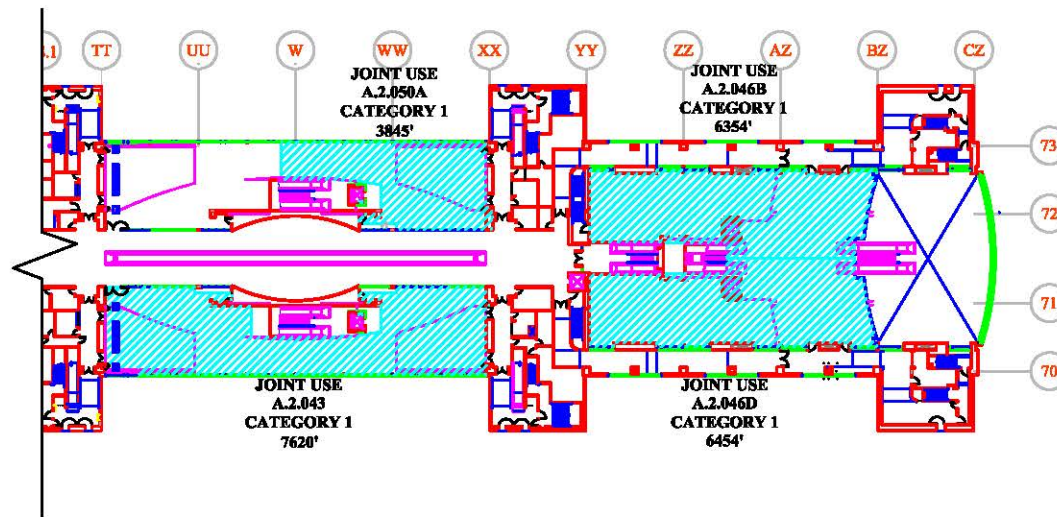 .1 TT UU W WW XX YY ZZ AZ BZ CZ
JOINT USE
A.2.050A
CATEGORY 1
3845'
JOINT USE
A.2.046B
CATEGORY 1
6354'
73
72
71
70
JOINT USE
A.2.043
CATEGORY 1
7620'
JOINT USE
A.2.046D
CATEGORY 1
6454'